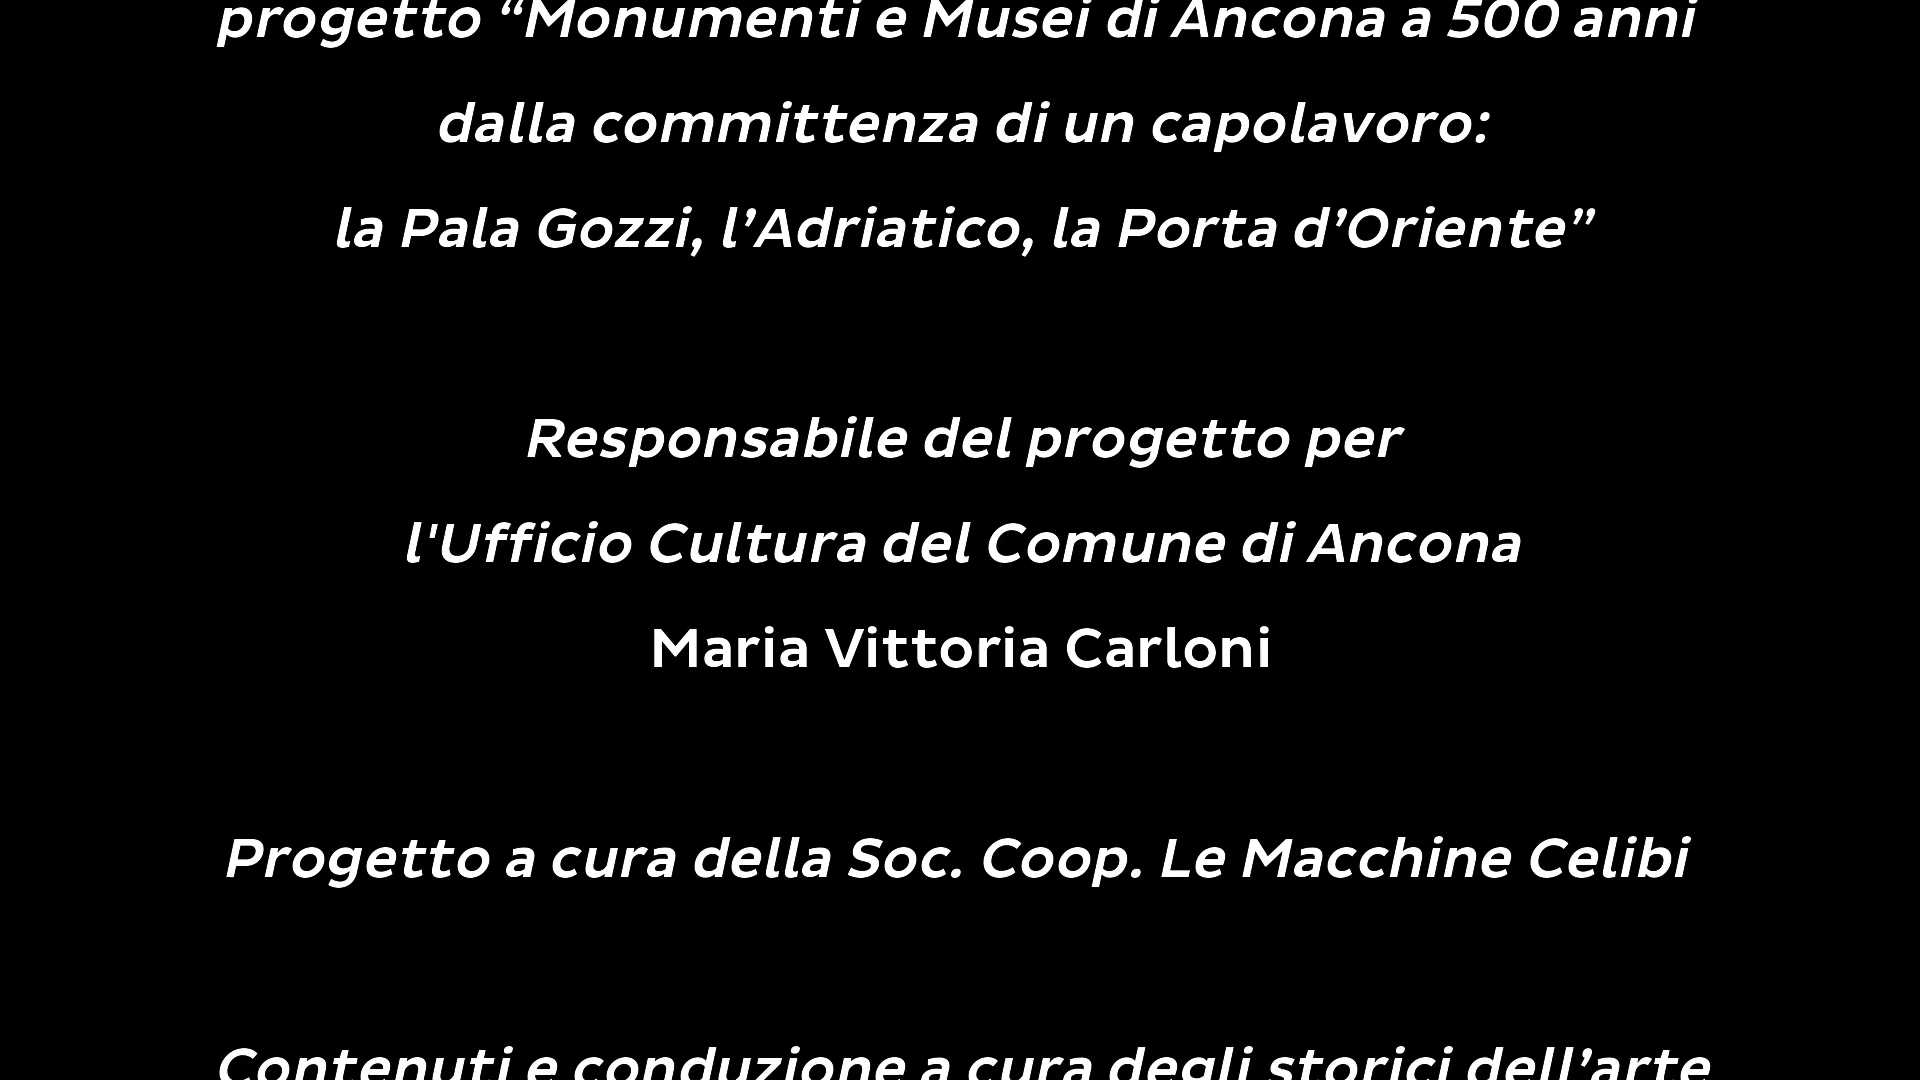 progetto “Monumenti e Musei di Ancona a 500 anni
dalla committenza di un capolavoro:
la Pala Gozzi, l’Adriatico, la Porta d’Oriente”
Responsabile del progetto per
l'Ufficio Cultura del Comune di Ancona
Maria Vittoria Carloni
Progetto a cura della Soc. Coop. Le Macchine Celibi
Contenuti e conduzione a cura degli storici dell’arte